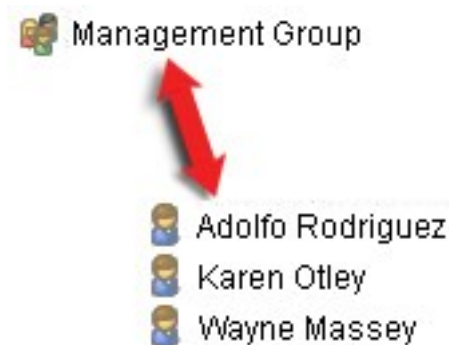 Management Group
Adolfo Rodriguez
Karen Otley
Wayne Massey